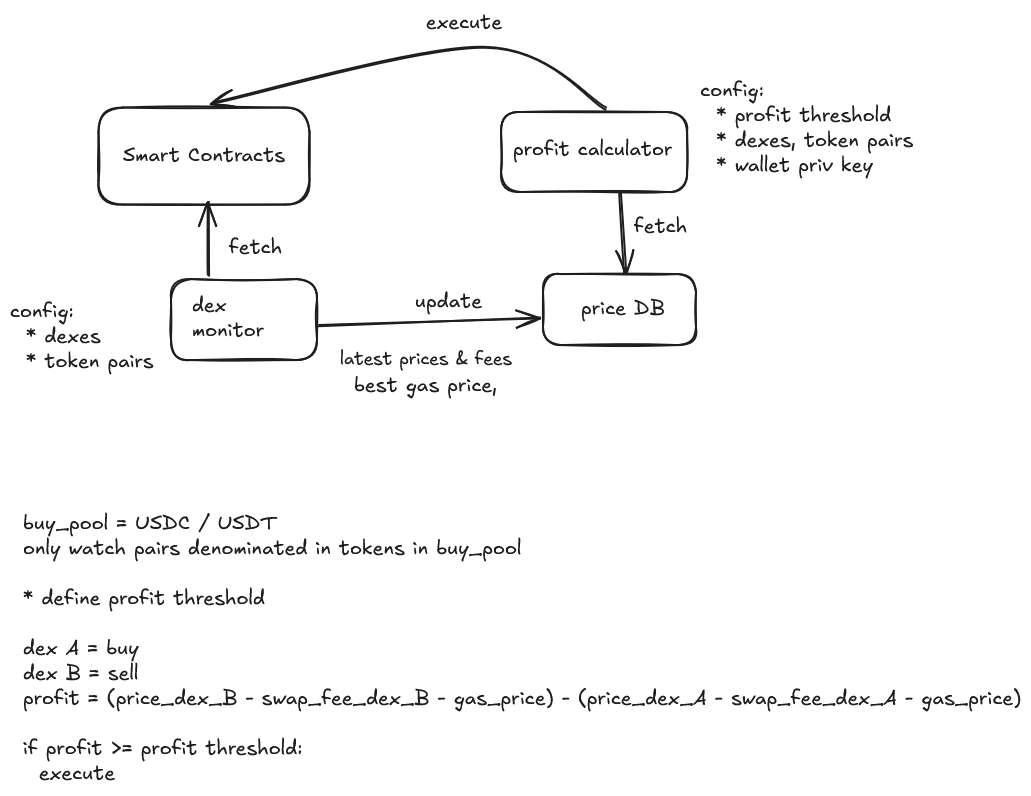 execute
Smart Contracts
profit calculator
config:
* profit threshold
* dexes, token pairs
* wallet priv key
fetch
fetch
dex
monitor
config:
* dexes
* token pairs
update
latest prices & fees
best gas price,
price DB
buy_pool = USDC / USDT
only watch pairs denominated in tokens in buy_pool
* define profit threshold
dex A = buy
dex B = sell
profit = (price_dex_B - swap_fee_dex_B - gas_price) - (price_dex_A - swap_fee_dex_A - gas_price)
if profit >= profit threshold:
execute